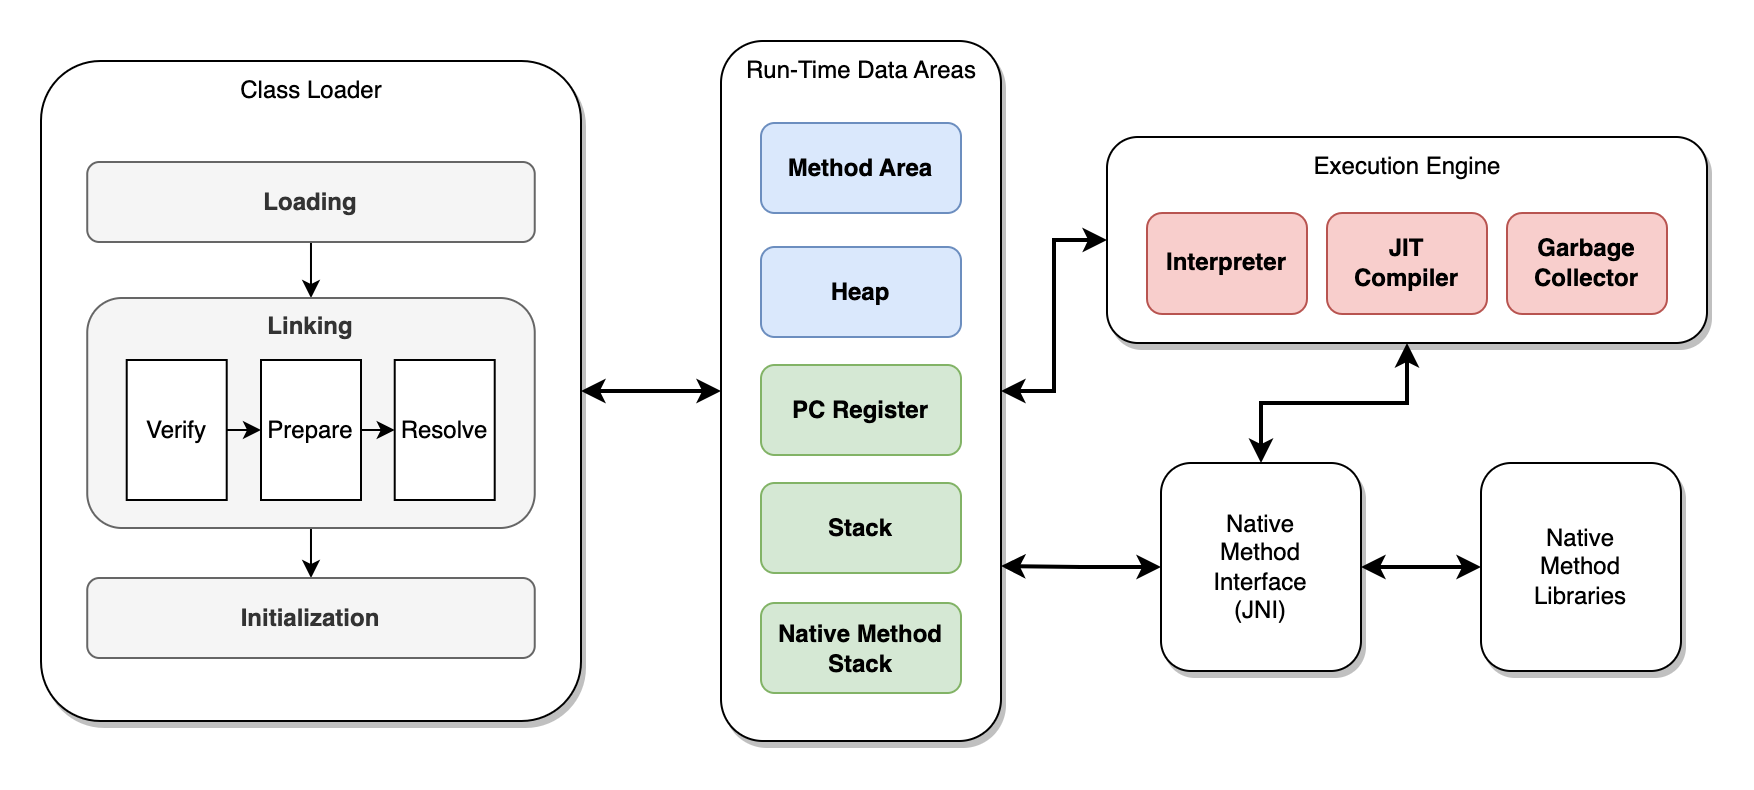 Class Loader
Loading
Linking
Verify
Prepare
Resolve
Initialization
Run-Time Data Areas
Method Area
Heap
PC Register
Stack
Native Method
Stack
Execution Engine
Interpreter
JIT
Compiler
Garbage
Collector
Native
Method
Interface
(JNI)
Native
Method
Libraries